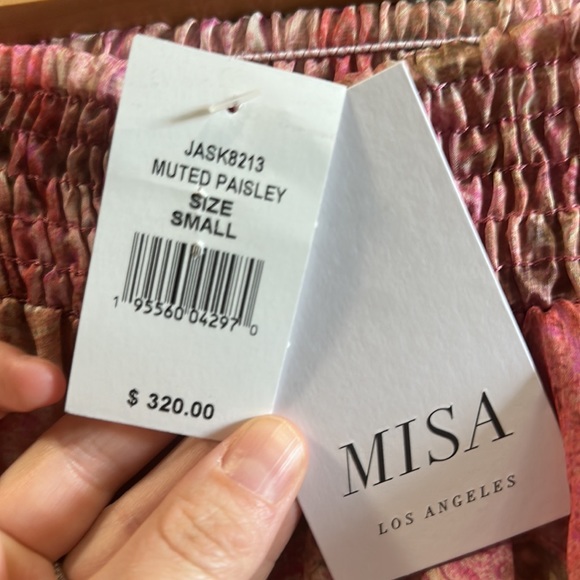 JASK8213
MUTED PAISLEY
SIZE
SMALL
1 95560 04297 0
$ 320.00
MISA
LOS ANGELES